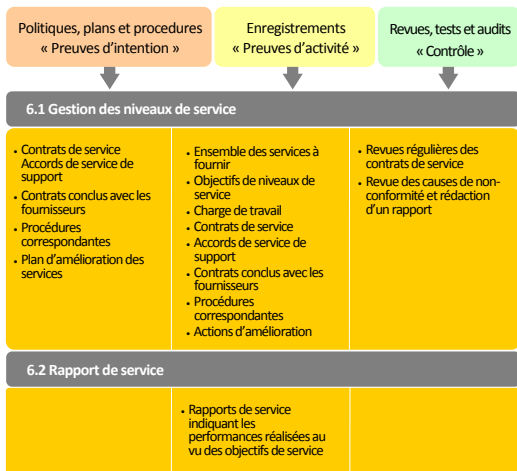 Politiques, plans et procedures
« Preuves d'intention »
Enregistrements
« Preuves d'activité »
Revues, tests et audits
« Contrôle »
6.1 Gestion des niveaux de service
• Contrats de service
Accords de service de
support
• Contrats conclus avec les
fournisseurs
• Procédures
correspondantes
• Plan d'amélioration des
services
• Ensemble des services à
fournir
• Objectifs de niveaux de
service
• Charge de travail
• Contrats de service
• Accords de service de
support
• Contrats conclus avec les
fournisseurs
• Procédures
correspondantes
• Actions d'amélioration
• Revues régulières des
contrats de service
• Revue des causes de non-
conformité et rédaction
d'un rapport
6.2 Rapport de service
• Rapports de service
indiquant les
performances réalisées au
vu des objectifs de service